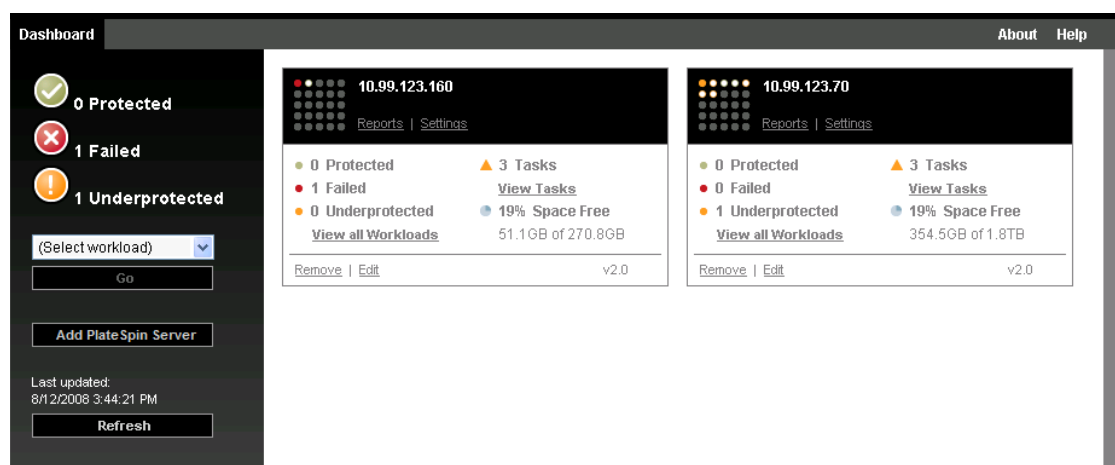 Dashboard
About Help
0 Protected
1 Failed
1 Underprotected
(Select workload)
Go
Add PlateSpin Server
Last updated:
8/12/2008 3:44:21 PM
Refresh
10.99.123.160
Reports | Settings
0 Protected
1 Failed
0 Underprotected
View all Workloads
3 Tasks
View Tasks
19% Space Free
51.1GB of 270.8GB
Remove | Edit
v2.0
10.99.123.70
Reports | Settings
0 Protected
0 Failed
1 Underprotected
View all Workloads
3 Tasks
View Tasks
19% Space Free
354.5GB of 1.8TB
Remove | Edit
v2.0